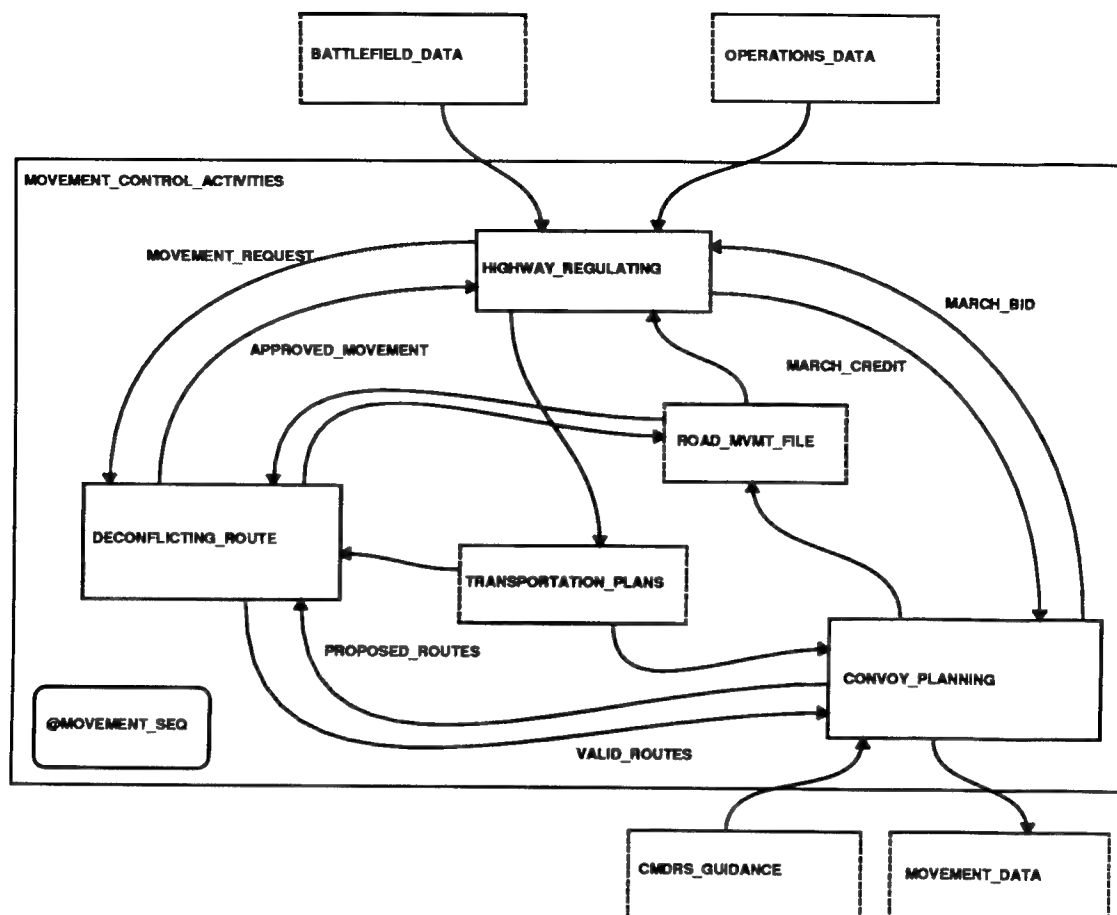 BATTLEFIELD_DATA
OPERATIONS_DATA
MOVEMENT_CONTROL_ACTIVITIES
MOVEMENT_REQUEST
HIGHWAY_REGULATING
MARCH_BID
APPROVED_MOVEMENT
MARCH_CREDIT
ROAD_MVMT_FILE
DECONFLICTING_ROUTE
TRANSPORTATION_PLANS
PROPOSED_ROUTES
CONVOY_PLANNING
@MOVEMENT_SEQ
VALID_ROUTES
CMDRS_GUIDANCE
MOVEMENT_DATA